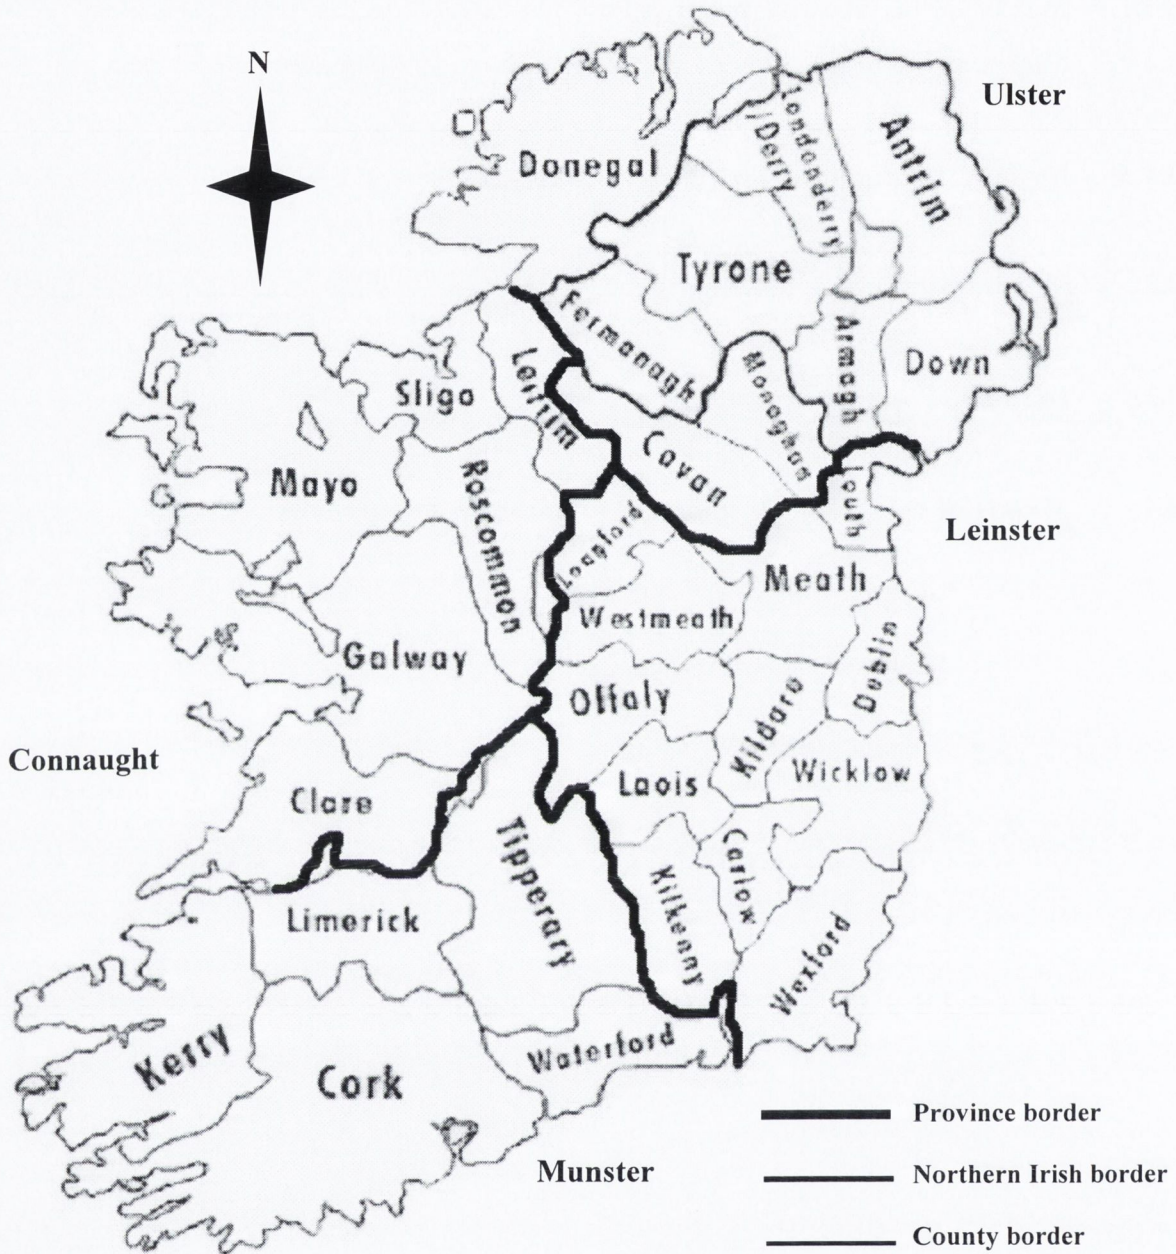 N
Ulster
Donegal
Londonderry
/Derry
Antrim
Tyrone
Fermanagh
Armagh
Down
Monaghan
Leitrim
Sligo
Cavan
Mayo
Roscommon
Louth
Leinster
Longford
Meath
Westmeath
Galway
Dublin
Offaly
Kildaro
Connaught
Laois
Wicklow
Clare
Tipperary
Carlow
Kilkenny
Limerick
Wexford
Waterford
Kerry
Cork
Province border
Munster
Northern Irish border
County border